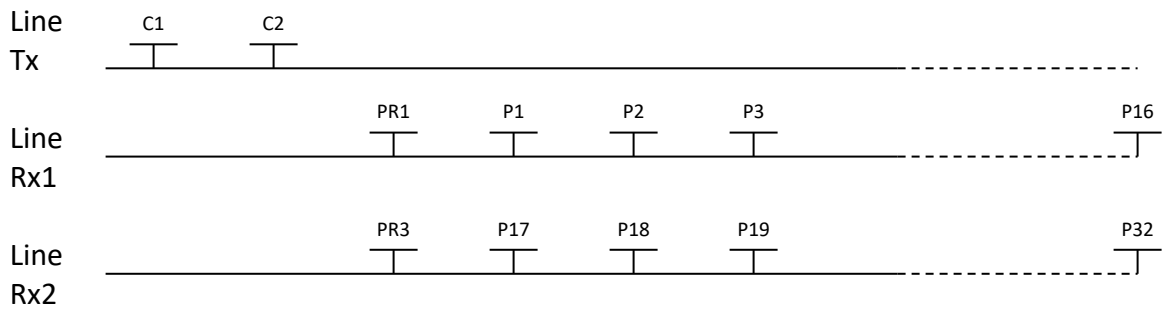 Line Tx
C1 C2
Line Rx1
PR1 P1 P2 P3 P16
Line Rx2
PR3 P17 P18 P19 P32